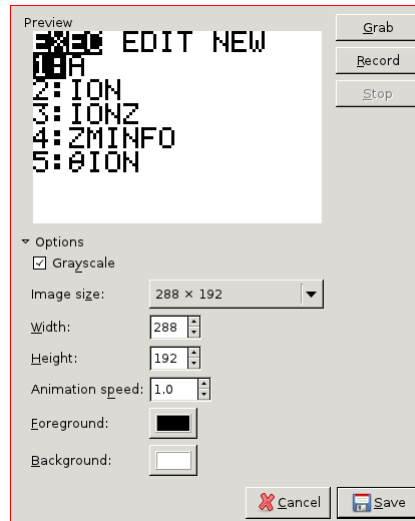 Preview
EXEC EDIT NEW
1:A
2:ION
3:IONZ
4:ZMINFO
5:θION
Grab
Record
Stop
Options
Grayscale
Image size: 288 × 192
Width: 288
Height: 192
Animation speed: 1.0
Foreground:
Background:
Cancel Save